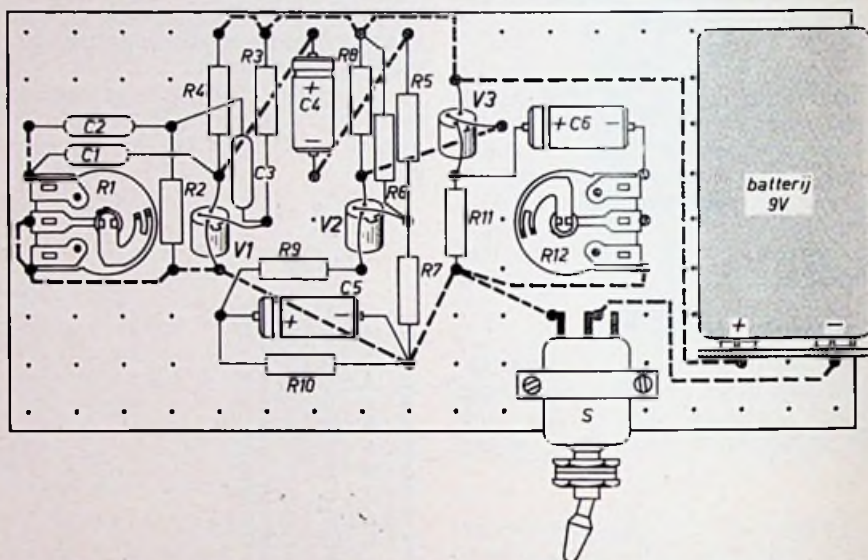 R3
R8
R4
+
C4
−
R5
V3
C2
+ C6 −
C1
C3
R1
R2
R6
batterij
9V
R11
V1
V2
R12
R9
R7
C5
+ −
+ −
R10
S